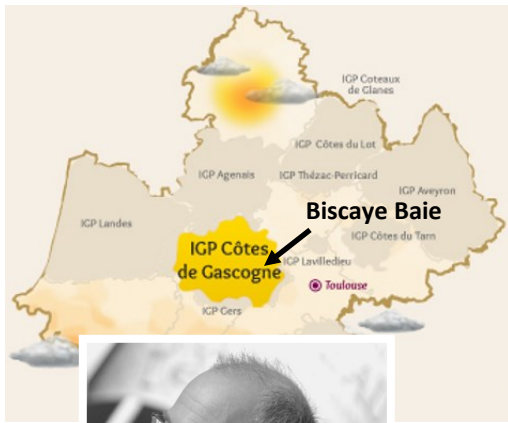 IGP Coteaux
de Glanes
IGP Côtes du Lot
IGP Agenais
IGP Thézac-Perricard
IGP Aveyron
Biscaye Baie
IGP Landes
IGP Côtes du Tarn
IGP Côtes
de Gascogne
IGP Lavilledieu
Toulouse
IGP Gers